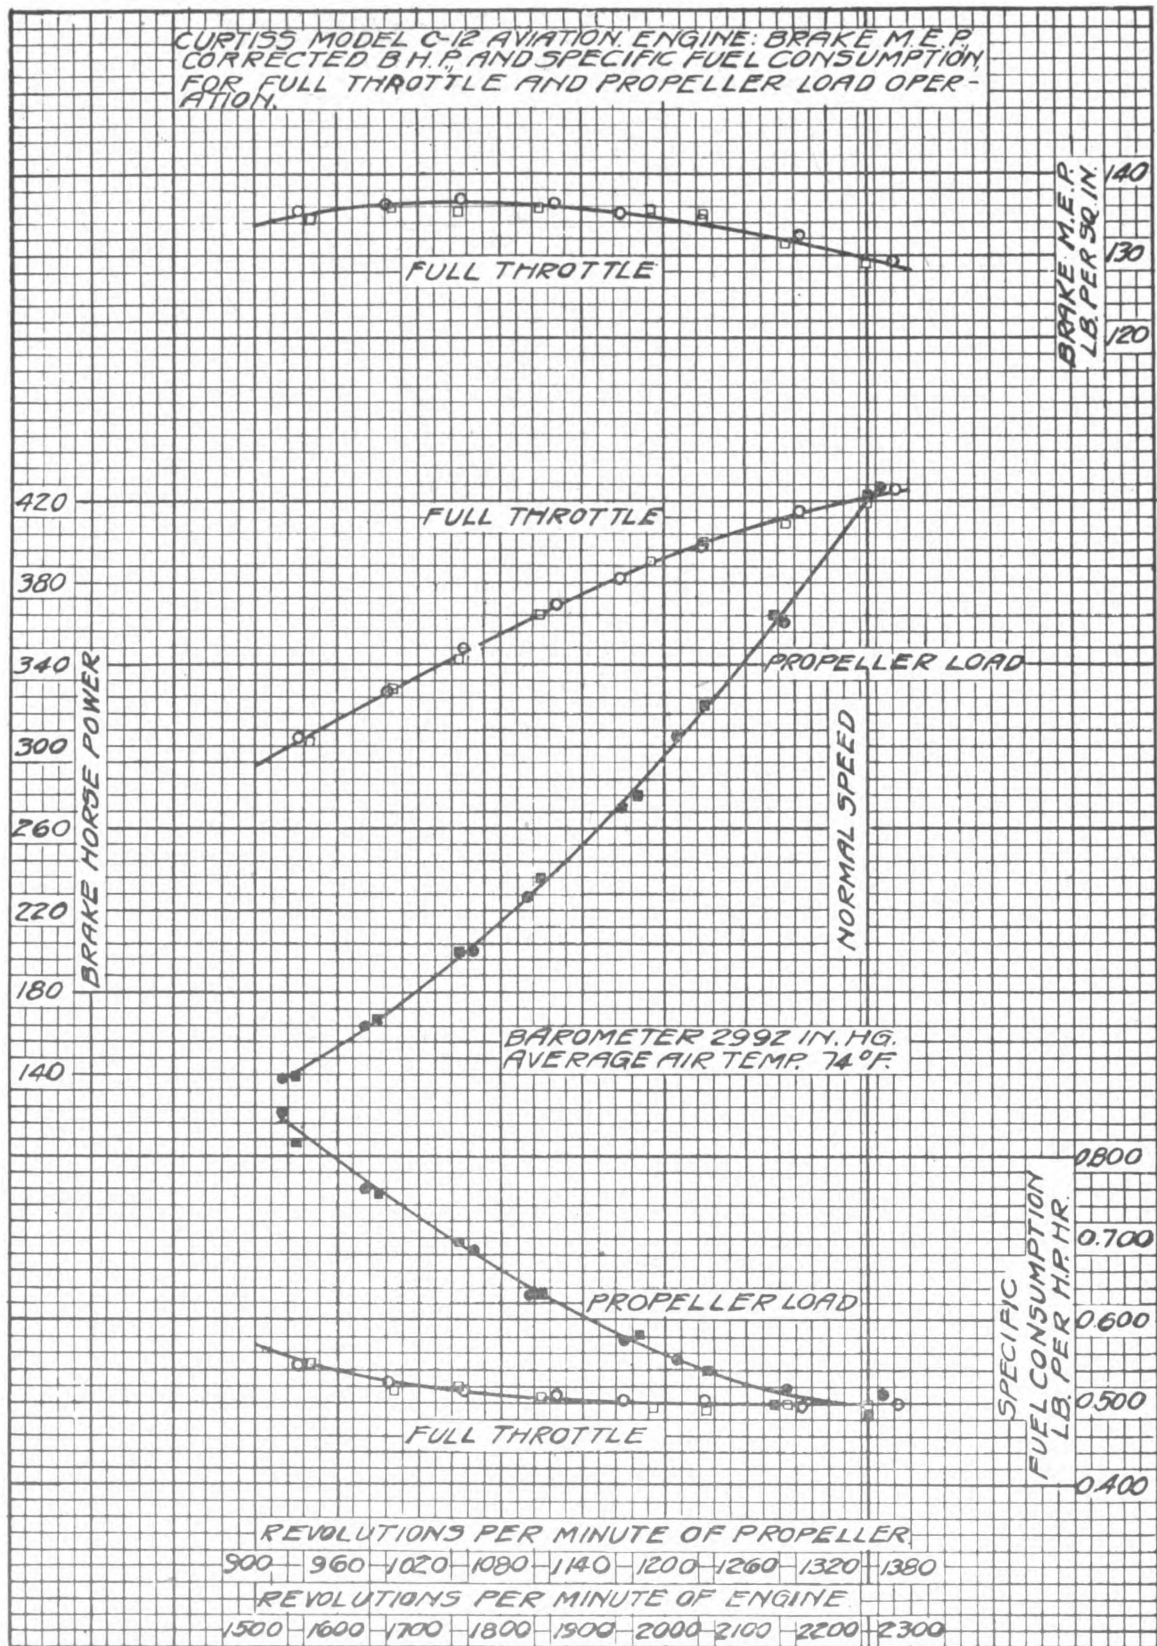 CURTISS MODEL C-12 AVIATION. ENGINE: BRAKE M.E.P.
CORRECTED B.H.P, AND SPECIFIC FUEL CONSUMPTION,
FOR FULL THROTTLE AND PROPELLER LOAD OPER-
ATION.
BRAKE M.E.P.
LB. PER SQ. IN.
140
130
120
FULL THROTTLE
FULL THROTTLE
420
380
340
300
260
220
180
140
BRAKE HORSE POWER
PROPELLER LOAD
NORMAL SPEED
BAROMETER 2992 IN. HG.
AVERAGE AIR TEMP. 74°F.
0.800
0.700
0.600
0.500
0.400
SPECIFIC
FUEL CONSUMPTION
LB. PER H.P. HR.
PROPELLER LOAD
FULL THROTTLE
REVOLUTIONS PER MINUTE OF PROPELLER
900 960 1020 1080 1140 1200 1260 1320 1380
REVOLUTIONS PER MINUTE OF ENGINE
1500 1600 1700 1800 1900 2000 2100 2200 2300